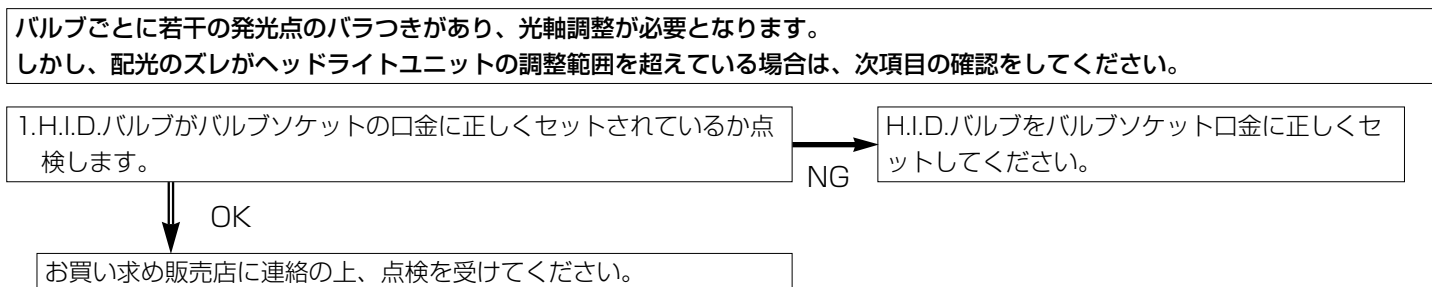 バルブごとに若干の発光点のバラつきがあり、光軸調整が必要となります。
しかし、配光のズレがヘッドライトユニットの調整範囲を超えている場合は、次項目の確認をしてください。
1.H.I.D.バルブがバルブソケットの口金に正しくセットされているか点
検します。
NG
H.I.D.バルブをバルブソケット口金に正しくセ
ットしてください。
OK
お買い求め販売店に連絡の上、点検を受けてください。